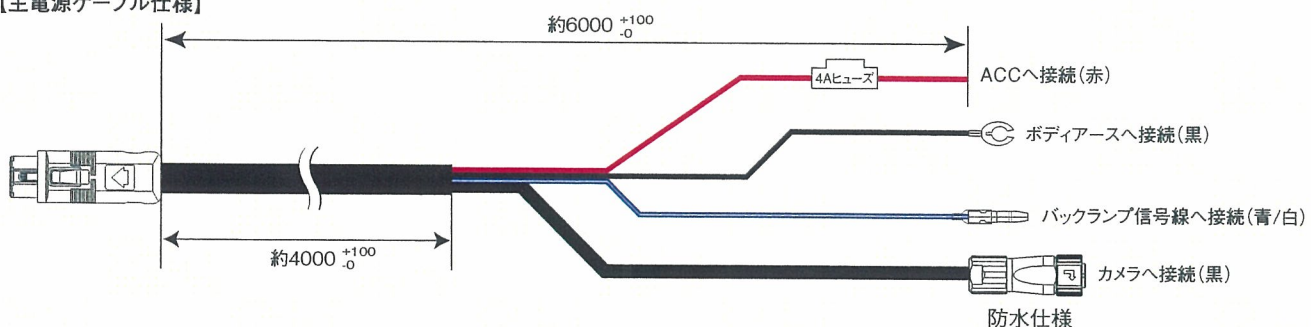 【主電源ケーブル仕様】
約6000 +100 -0
4Aヒューズ
ACCへ接続(赤)
ボディアースへ接続(黒)
バックランプ信号線へ接続(青/白)
約4000 +100 -0
カメラへ接続(黒)
防水仕様